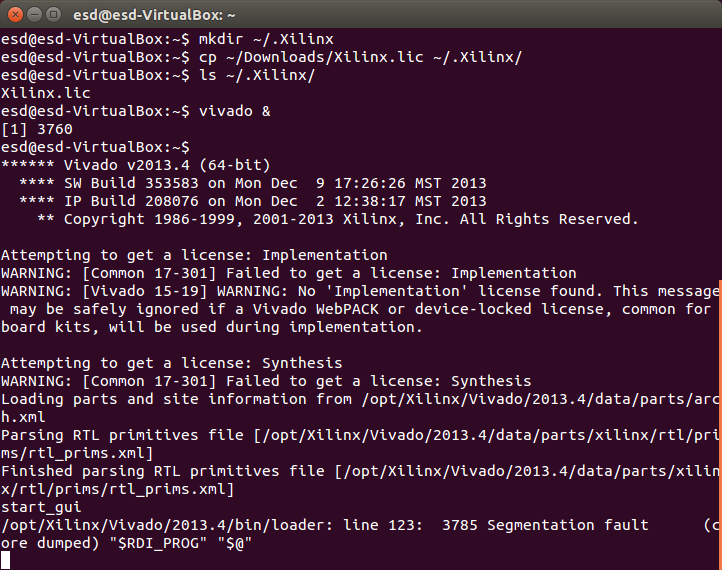 esd@esd-VirtualBox: ~
esd@esd-VirtualBox:~$ mkdir ~/.Xilinx
esd@esd-VirtualBox:~$ cp ~/Downloads/Xilinx.lic ~/.Xilinx/
esd@esd-VirtualBox:~$ ls ~/.Xilinx/
Xilinx.lic
esd@esd-VirtualBox:~$ vivado &
[1] 3760
esd@esd-VirtualBox:~$
****** Vivado v2013.4 (64-bit)
  **** SW Build 353583 on Mon Dec  9 17:26:26 MST 2013
  **** IP Build 208076 on Mon Dec  2 12:38:17 MST 2013
    ** Copyright 1986-1999, 2001-2013 Xilinx, Inc. All Rights Reserved.

Attempting to get a license: Implementation
WARNING: [Common 17-301] Failed to get a license: Implementation
WARNING: [Vivado 15-19] WARNING: No 'Implementation' license found. This message
 may be safely ignored if a Vivado WebPACK or device-locked license, common for
board kits, will be used during implementation.

Attempting to get a license: Synthesis
WARNING: [Common 17-301] Failed to get a license: Synthesis
Loading parts and site information from /opt/Xilinx/Vivado/2013.4/data/parts/arc
h.xml
Parsing RTL primitives file [/opt/Xilinx/Vivado/2013.4/data/parts/xilinx/rtl/pri
ms/rtl_prims.xml]
Finished parsing RTL primitives file [/opt/Xilinx/Vivado/2013.4/data/parts/xilin
x/rtl/prims/rtl_prims.xml]
start_gui
/opt/Xilinx/Vivado/2013.4/bin/loader: line 123:  3785 Segmentation fault      (c
ore dumped) "$RDI_PROG" "$@"